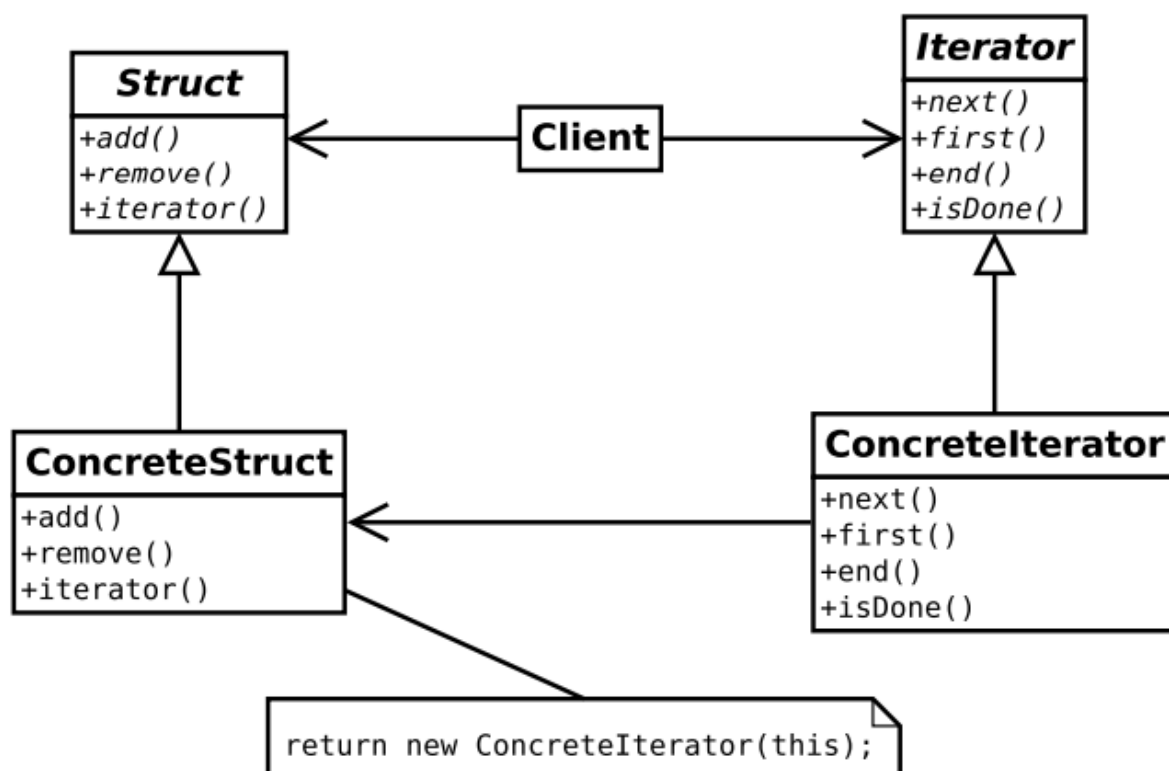 Struct
+add()
+remove()
+iterator()
Client
Iterator
+next()
+first()
+end()
+isDone()
ConcreteStruct
+add()
+remove()
+iterator()
ConcreteIterator
+next()
+first()
+end()
+isDone()
return new ConcreteIterator(this);